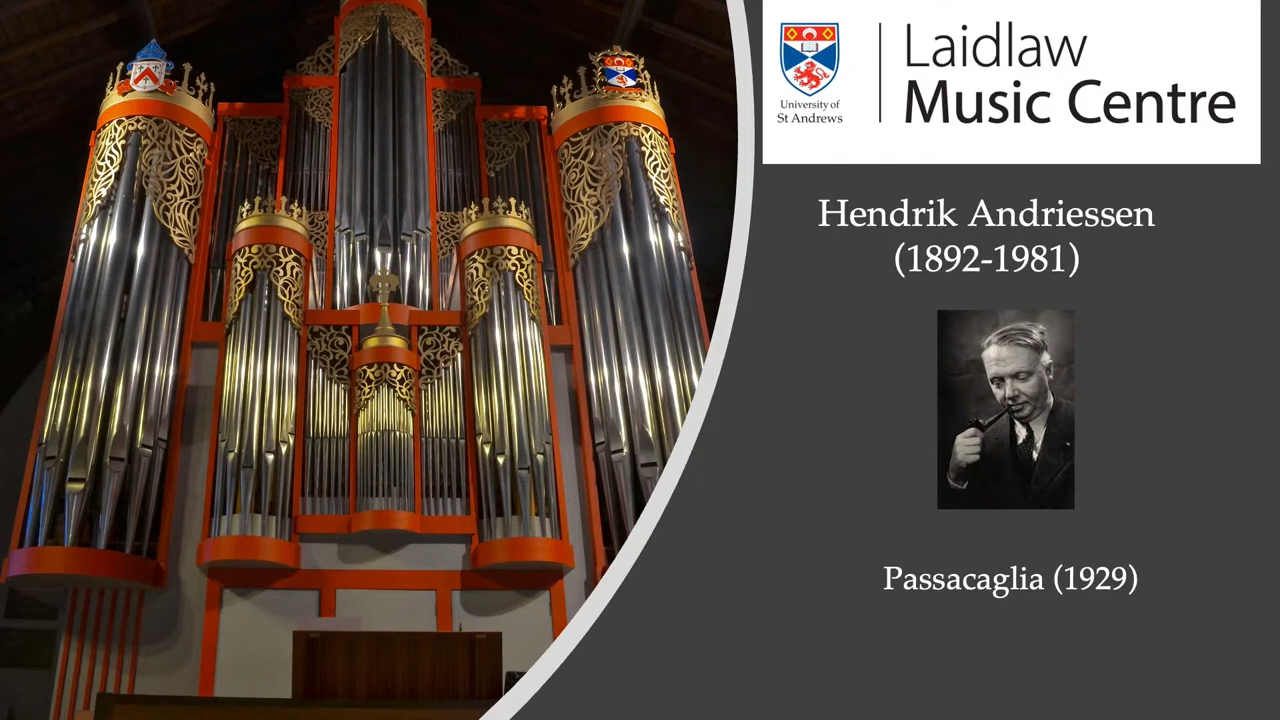 University of
St Andrews
Laidlaw
Music Centre
Hendrik Andriessen
(1892-1981)
Passacaglia (1929)